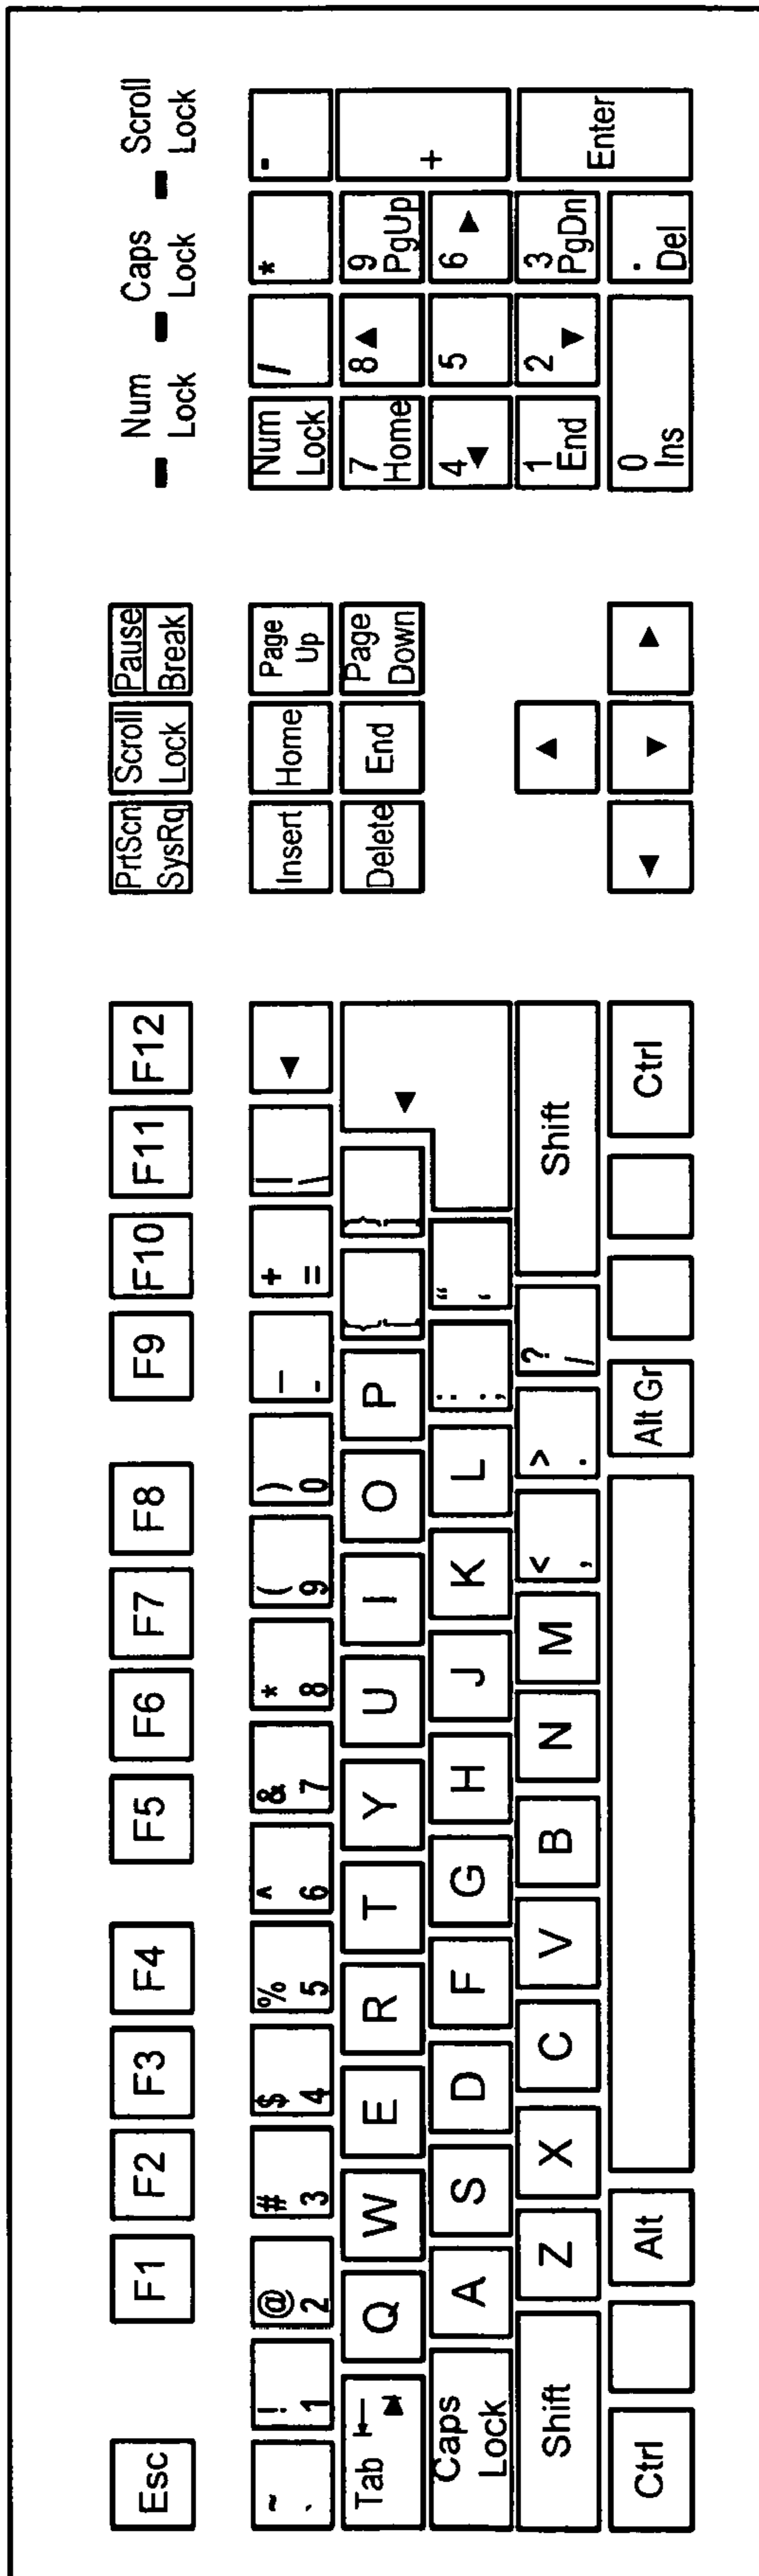 Esc F1 F2 F3 F4 F5 F6 F7 F8 F9 F10 F11 F12 PrtScn Scroll Pause Num Caps Scroll
SysRq Lock Break Lock Lock Lock
~ ! @ # $ % ^ & * ( ) _ + | ◄ Insert Home Page Num / * -
` 1 2 3 4 5 6 7 8 9 0 - = \ Up Lock
Tab Q W E R T Y U I O P { } ◄ Delete End Page 7 8 ▲ 9 +
[ ] Down Home PgUp
Caps A S D F G H J K L : “ 4 5 6 ►
Lock ; ‘ ◄
Shift Z X C V B N M < > ? Shift ▲ 1 2 3 Enter
, . / End ▼ PgDn
Ctrl Alt Alt Gr Ctrl ◄ ▼ ► 0 .
Ins Del